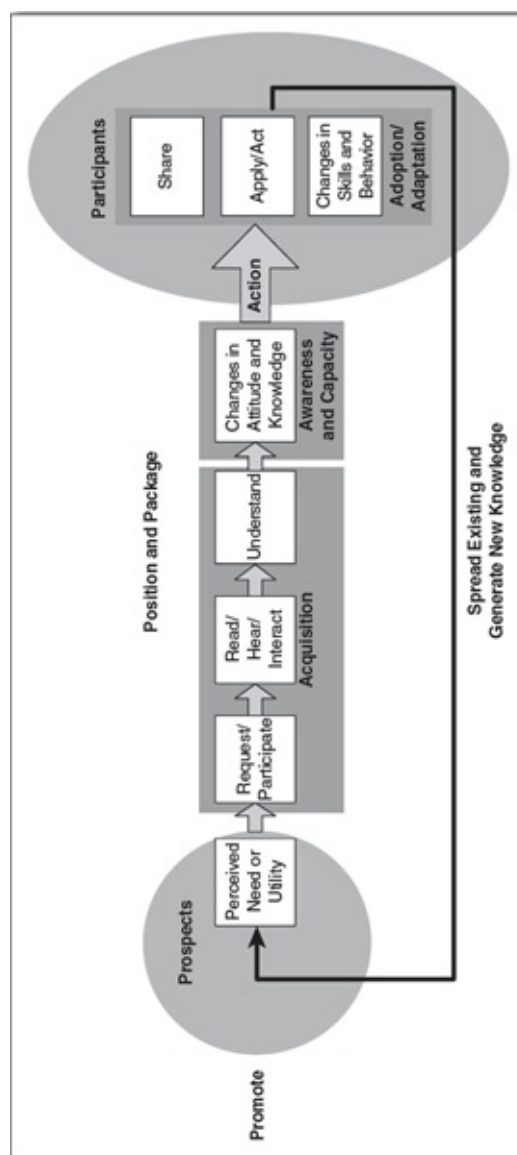 Promote
Prospects
Perceived
Need or
Utility
Position and Package
Request/
Participate
Read/
Hear/
Interact
Understand
Acquisition
Changes in
Attitude and
Knowledge
Awareness
and Capacity
Action
Participants
Share
Apply/Act
Changes in
Skills and
Behavior
Adoption/
Adaptation
Spread Existing and
Generate New Knowledge